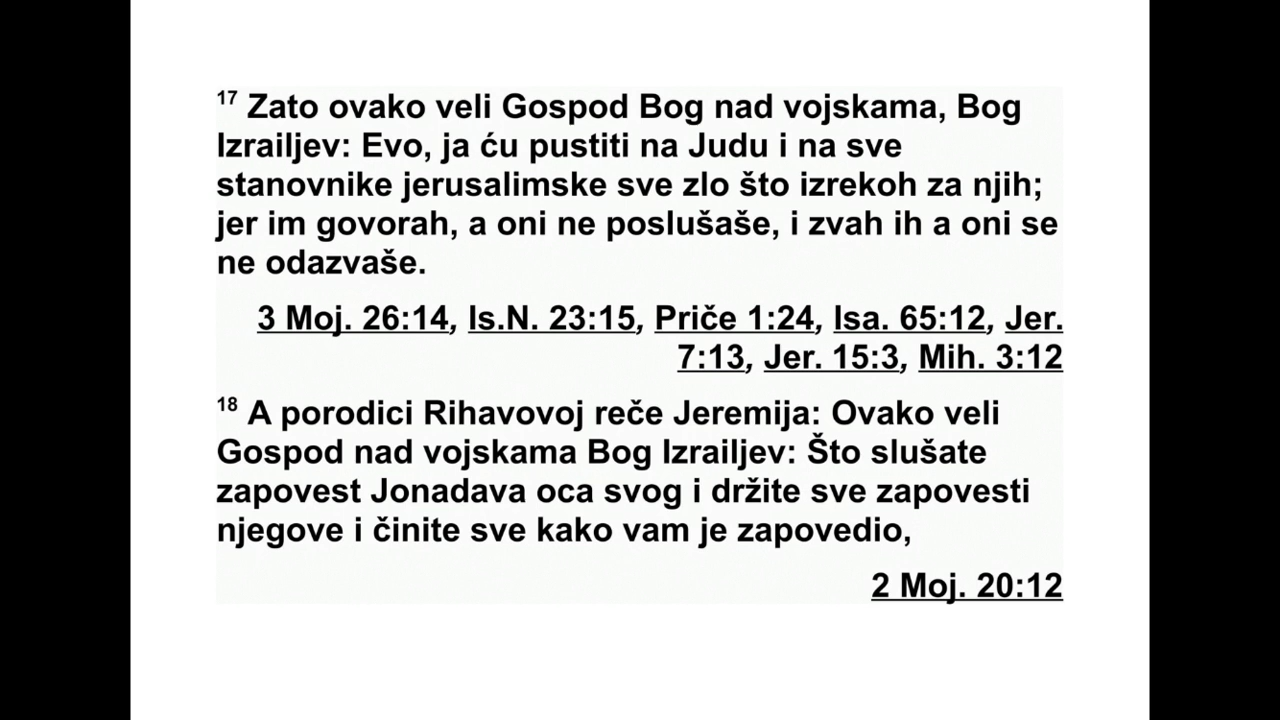 17 Zato ovako veli Gospod Bog nad vojskama, Bog
Izrailjev: Evo, ja ću pustiti na Judu i na sve
stanovnike jerusalimske sve zlo što izrekoh za njih;
jer im govorah, a oni ne poslušaše, i zvah ih a oni se
ne odazvaše.
3 Moj. 26:14, Is.N. 23:15, Priče 1:24, Isa. 65:12, Jer.
7:13, Jer. 15:3, Mih. 3:12
18 A porodici Rihavovoj reče Jeremija: Ovako veli
Gospod nad vojskama Bog Izrailjev: Što slušate
zapovest Jonadava oca svog i držite sve zapovesti
njegove i činite sve kako vam je zapovedio,
2 Moj. 20:12